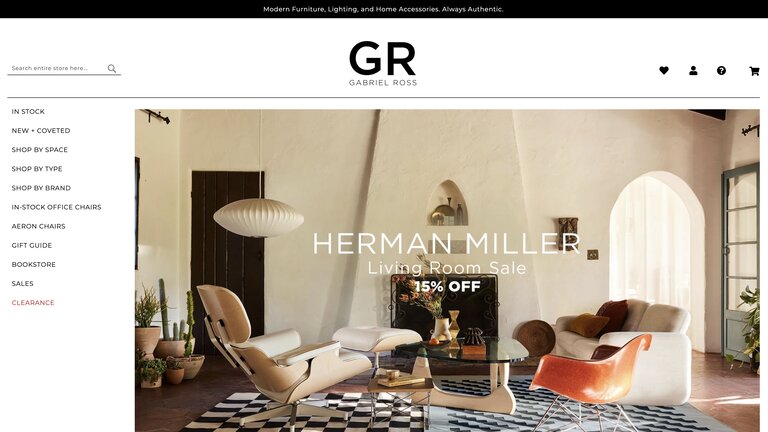 Modern Furniture, Lighting, and Home Accessories. Always Authentic.
Search entire store here...
GR
GABRIEL ROSS
IN STOCK
NEW + COVETED
SHOP BY SPACE
SHOP BY TYPE
SHOP BY BRAND
IN-STOCK OFFICE CHAIRS
AERON CHAIRS
GIFT GUIDE
BOOKSTORE
SALES
CLEARANCE
HERMAN MILLER
Living Room Sale
15% OFF